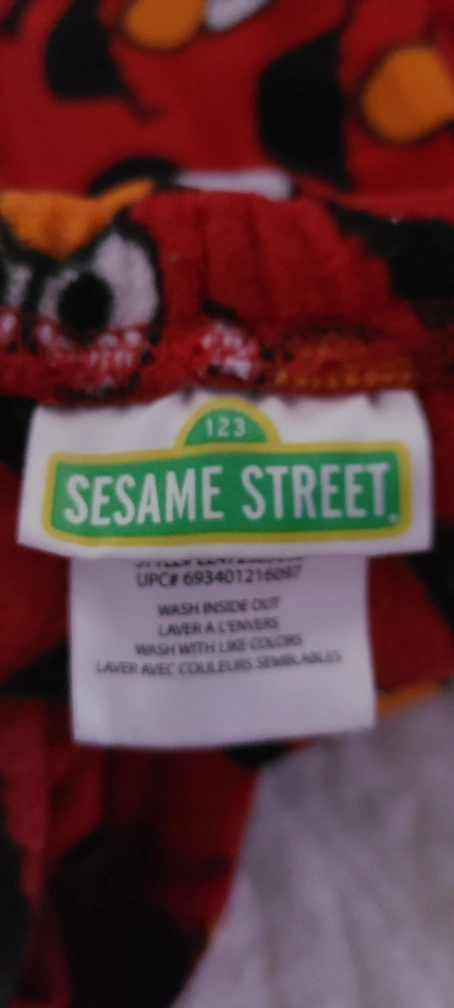 123
SESAME STREET
UPC# 693401216097
WASH INSIDE OUT
LAVER A L'ENVERS
WASH WITH LIKE COLORS
LAVER AVEC COULEURS SEMBLABLES